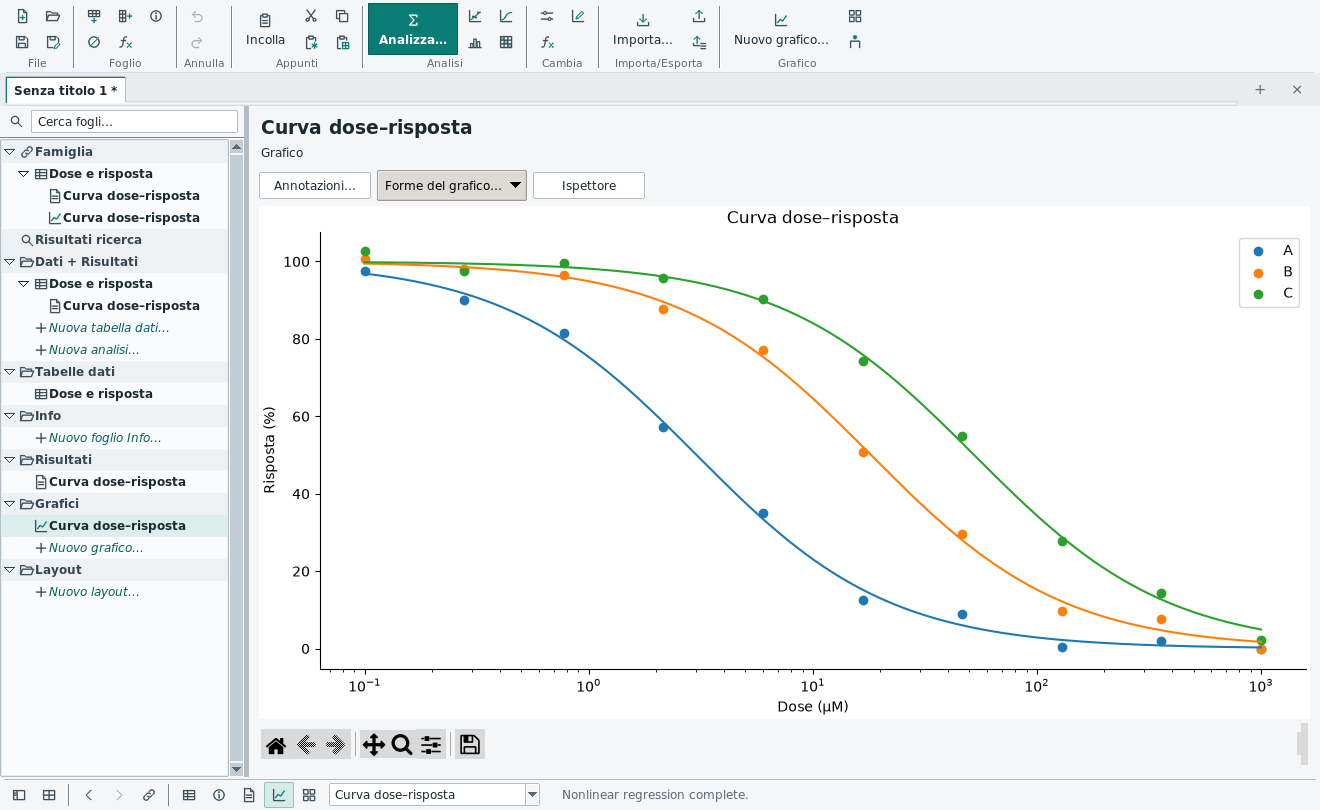 Incolla
Analizza...
Importa...
Nuovo grafico...
File
Foglio
Annulla
Appunti
Analisi
Cambia
Importa/Esporta
Grafico
Senza titolo 1 *
Cerca fogli...
Famiglia
Dose e risposta
Curva dose–risposta
Curva dose–risposta
Risultati ricerca
Dati + Risultati
Dose e risposta
Curva dose–risposta
Nuova tabella dati...
Nuova analisi...
Tabelle dati
Dose e risposta
Info
Nuovo foglio Info...
Risultati
Curva dose–risposta
Grafici
Curva dose–risposta
Nuovo grafico...
Layout
Nuovo layout...
Curva dose–risposta
Grafico
Annotazioni...
Forme del grafico...
Ispettore
Curva dose–risposta
A
B
C
Risposta (%)
100
80
60
40
20
0
10⁻¹ 10⁰ 10¹ 10² 10³
Dose (µM)
Curva dose–risposta
Nonlinear regression complete.